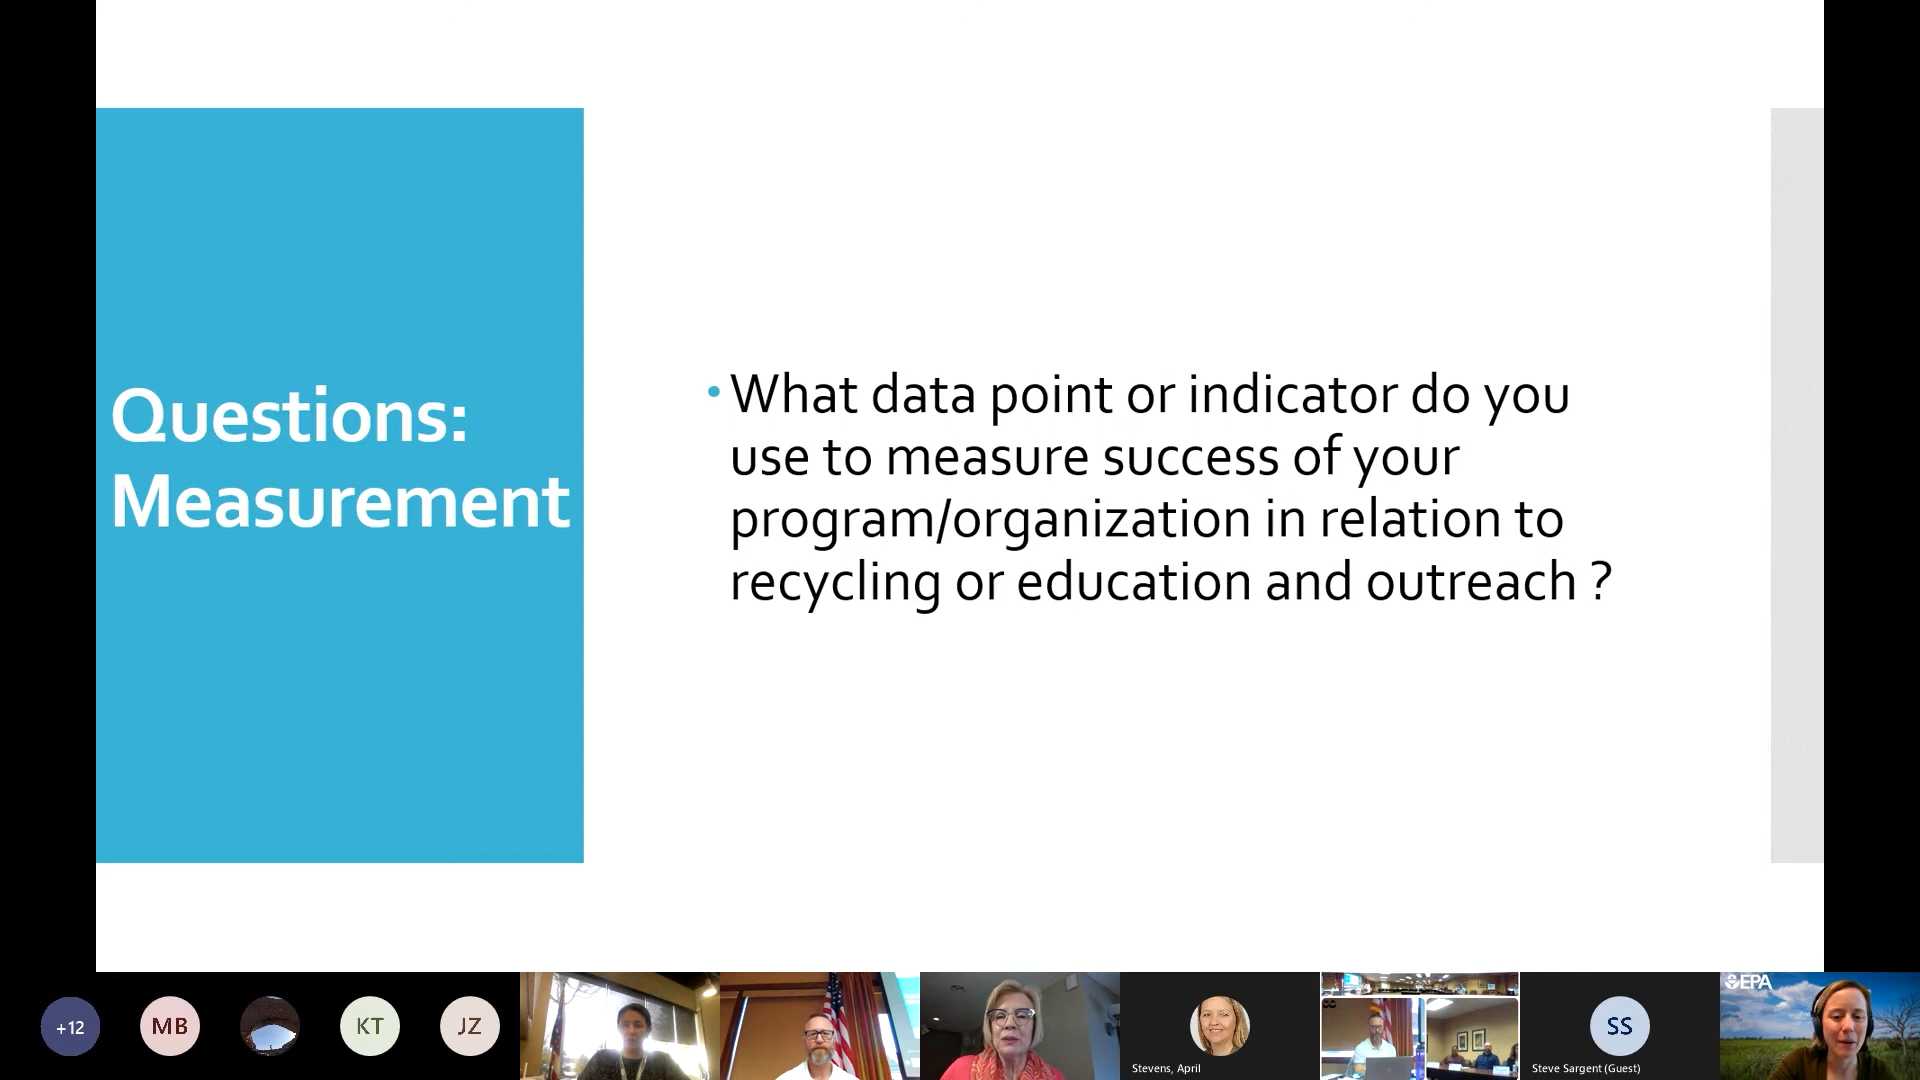 Questions:
Measurement
• What data point or indicator do you
use to measure success of your
program/organization in relation to
recycling or education and outreach ?
+12
MB
KT
JZ
Stevens, April
SS
Steve Sargent (Guest)
EPA